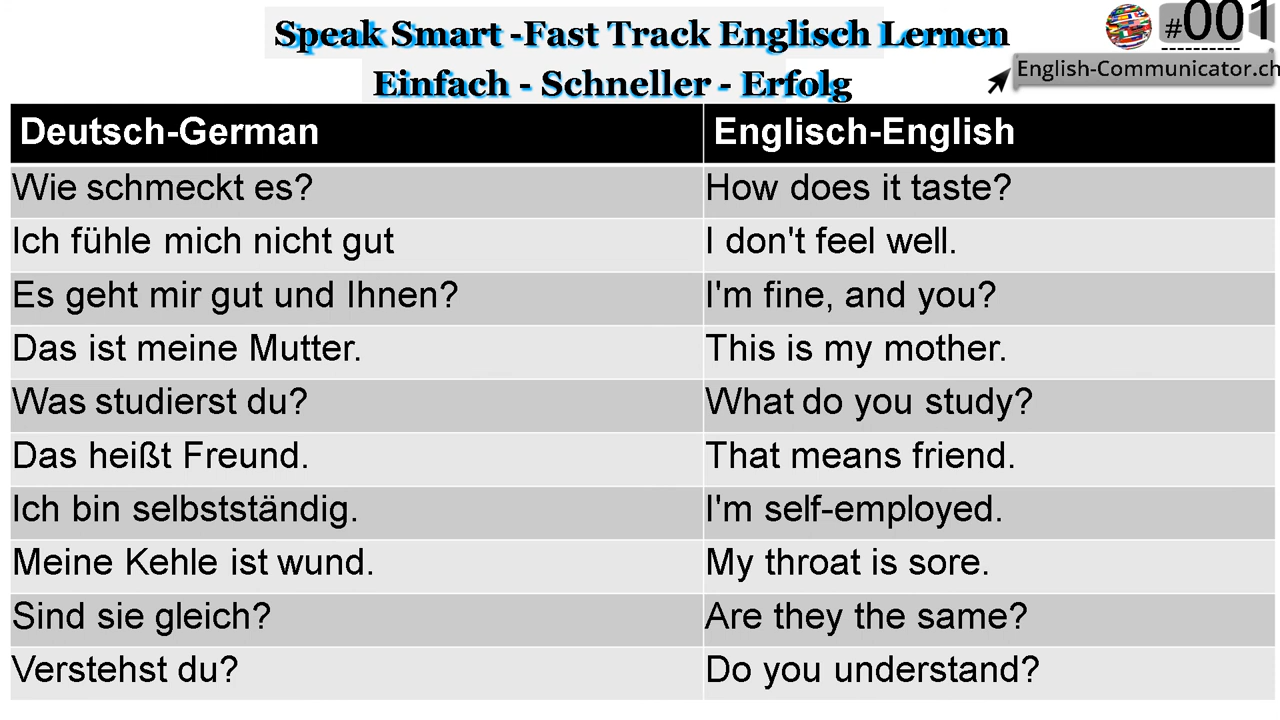 Speak Smart -Fast Track Englisch Lernen
Einfach - Schneller - Erfolg
#001
English-Communicator.ch
Deutsch-German Englisch-English
Wie schmeckt es? How does it taste?
Ich fühle mich nicht gut I don't feel well.
Es geht mir gut und Ihnen? I'm fine, and you?
Das ist meine Mutter. This is my mother.
Was studierst du? What do you study?
Das heißt Freund. That means friend.
Ich bin selbstständig. I'm self-employed.
Meine Kehle ist wund. My throat is sore.
Sind sie gleich? Are they the same?
Verstehst du? Do you understand?